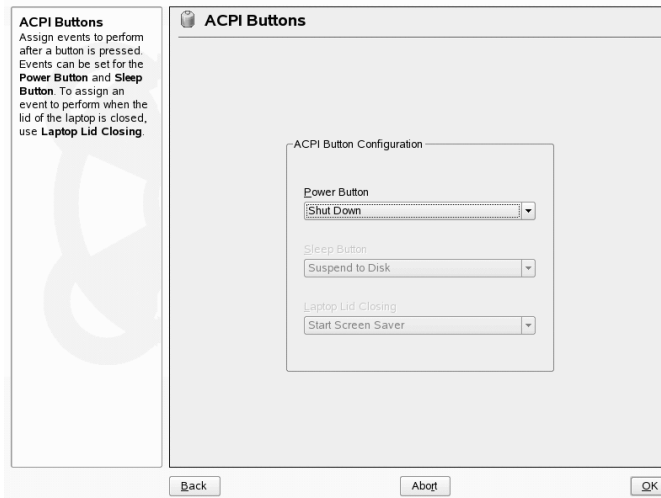 ACPI Buttons
Assign events to perform
after a button is pressed.
Events can be set for the
Power Button and Sleep
Button. To assign an
event to perform when the
lid of the laptop is closed,
use Laptop Lid Closing.
ACPI Buttons
ACPI Button Configuration
Power Button
Shut Down
Sleep Button
Suspend to Disk
Laptop Lid Closing
Start Screen Saver
Back
Abort
OK